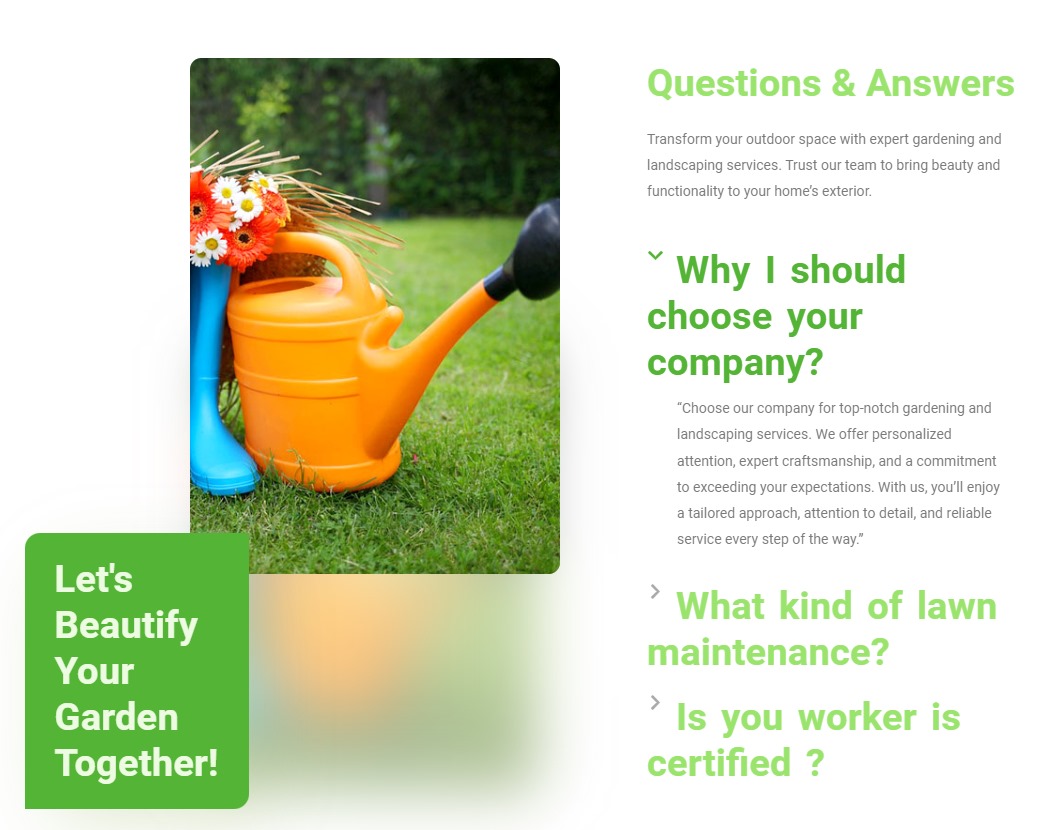 Questions & Answers
Transform your outdoor space with expert gardening and
landscaping services. Trust our team to bring beauty and
functionality to your home’s exterior.
Why I should
choose your
company?
“Choose our company for top-notch gardening and
landscaping services. We offer personalized
attention, expert craftsmanship, and a commitment
to exceeding your expectations. With us, you’ll enjoy
a tailored approach, attention to detail, and reliable
service every step of the way.”
What kind of lawn
maintenance?
Is you worker is
certified ?
Let's
Beautify
Your
Garden
Together!